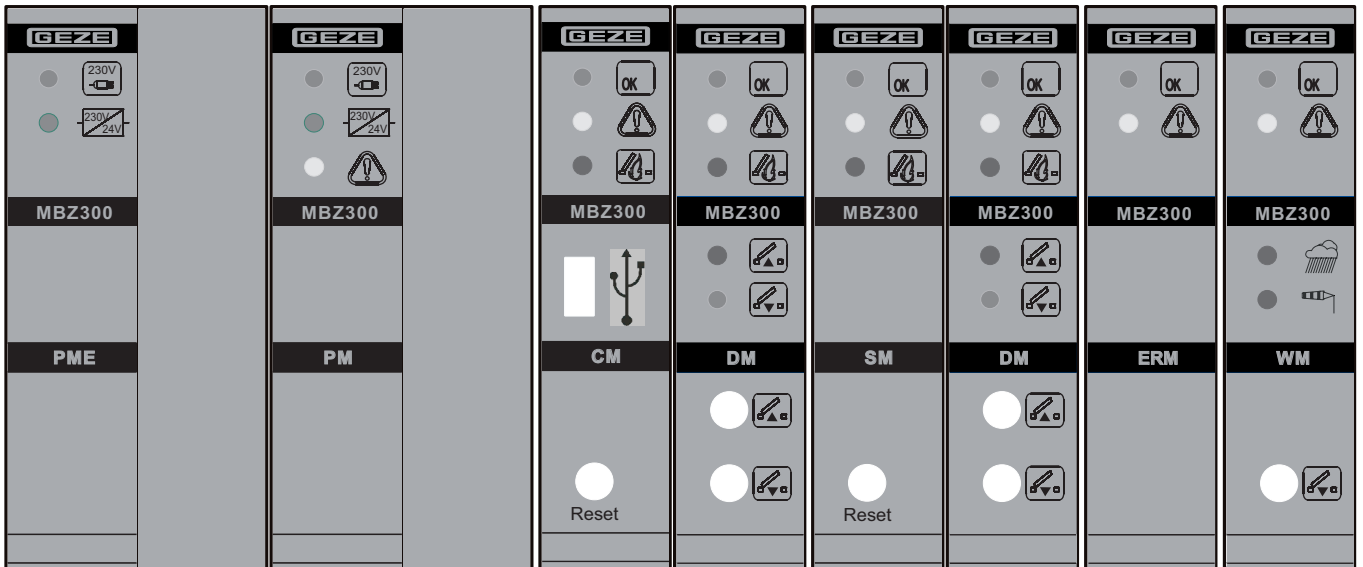 GEZE
230V
230V
24V
MBZ300
PME
GEZE
230V
230V
24V
MBZ300
PM
GEZE
OK
MBZ300
CM
Reset
GEZE
OK
MBZ300
DM
GEZE
OK
MBZ300
SM
Reset
GEZE
OK
MBZ300
DM
GEZE
OK
MBZ300
ERM
GEZE
OK
MBZ300
WM